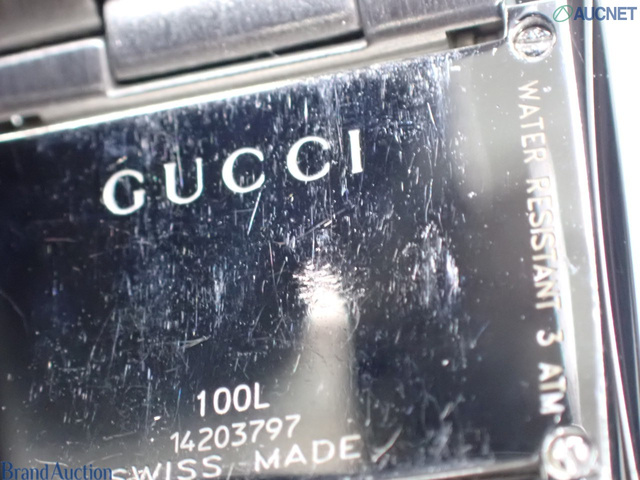 AUCNET
GUCCI
WATER RESISTANT 3 ATM
100L
14203797
SWISS MADE
BrandAuction